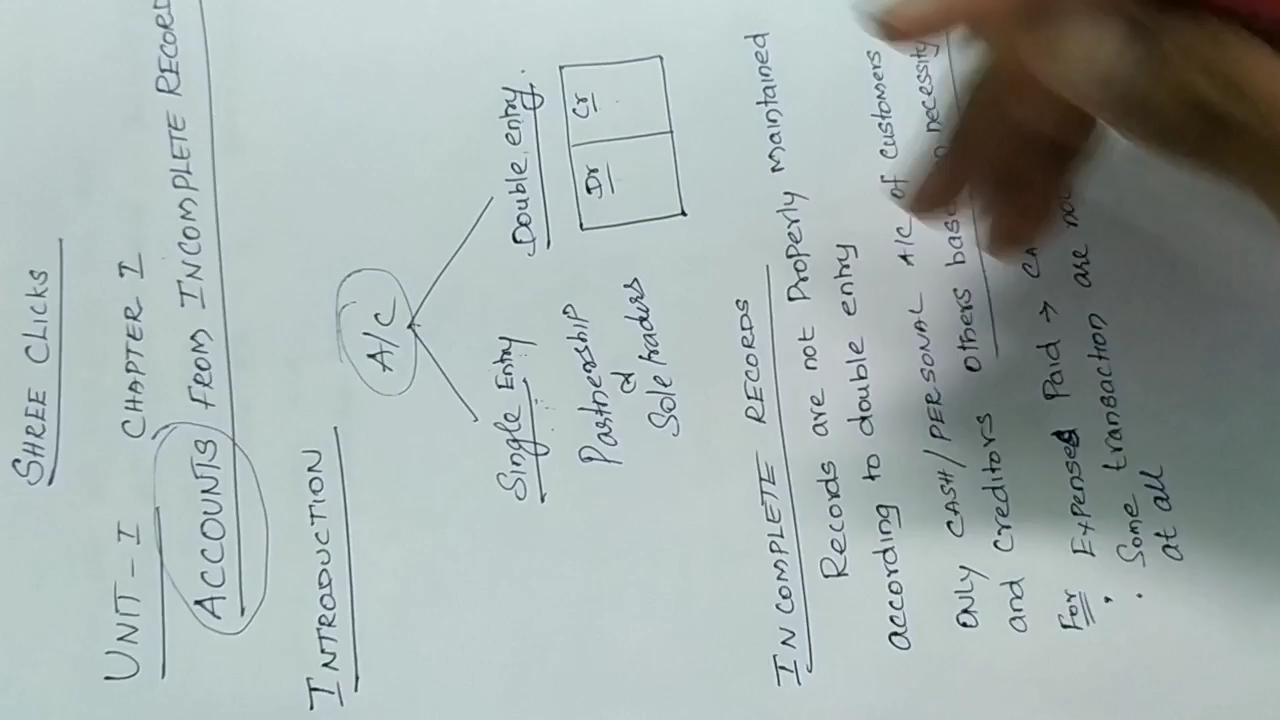 SHREE CLICKS
UNIT - I CHAPTER I
ACCOUNTS FROM INCOMPLETE RECORD
INTRODUCTION
A/C
Single Entry
Double entry.
Partnership
&
Sole traders
Dr Cr
INCOMPLETE RECORDS
Records are not Properly maintained
according to double entry
ONLY CASH/PERSONAL A/C of customers
and creditors others necessity
For Expenses Paid → CA
Some transaction are
at all